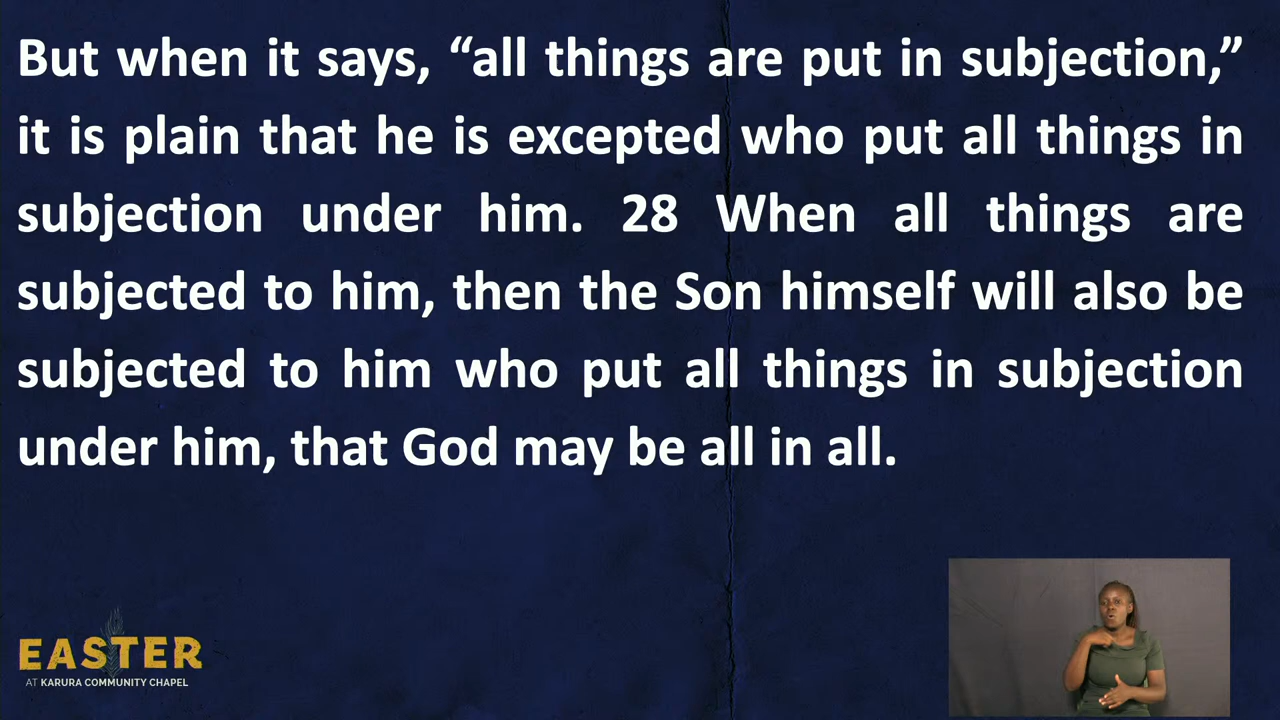 But when it says, “all things are put in subjection,”
it is plain that he is excepted who put all things in
subjection under him. 28 When all things are
subjected to him, then the Son himself will also be
subjected to him who put all things in subjection
under him, that God may be all in all.
EASTER
AT KARURA COMMUNITY CHAPEL